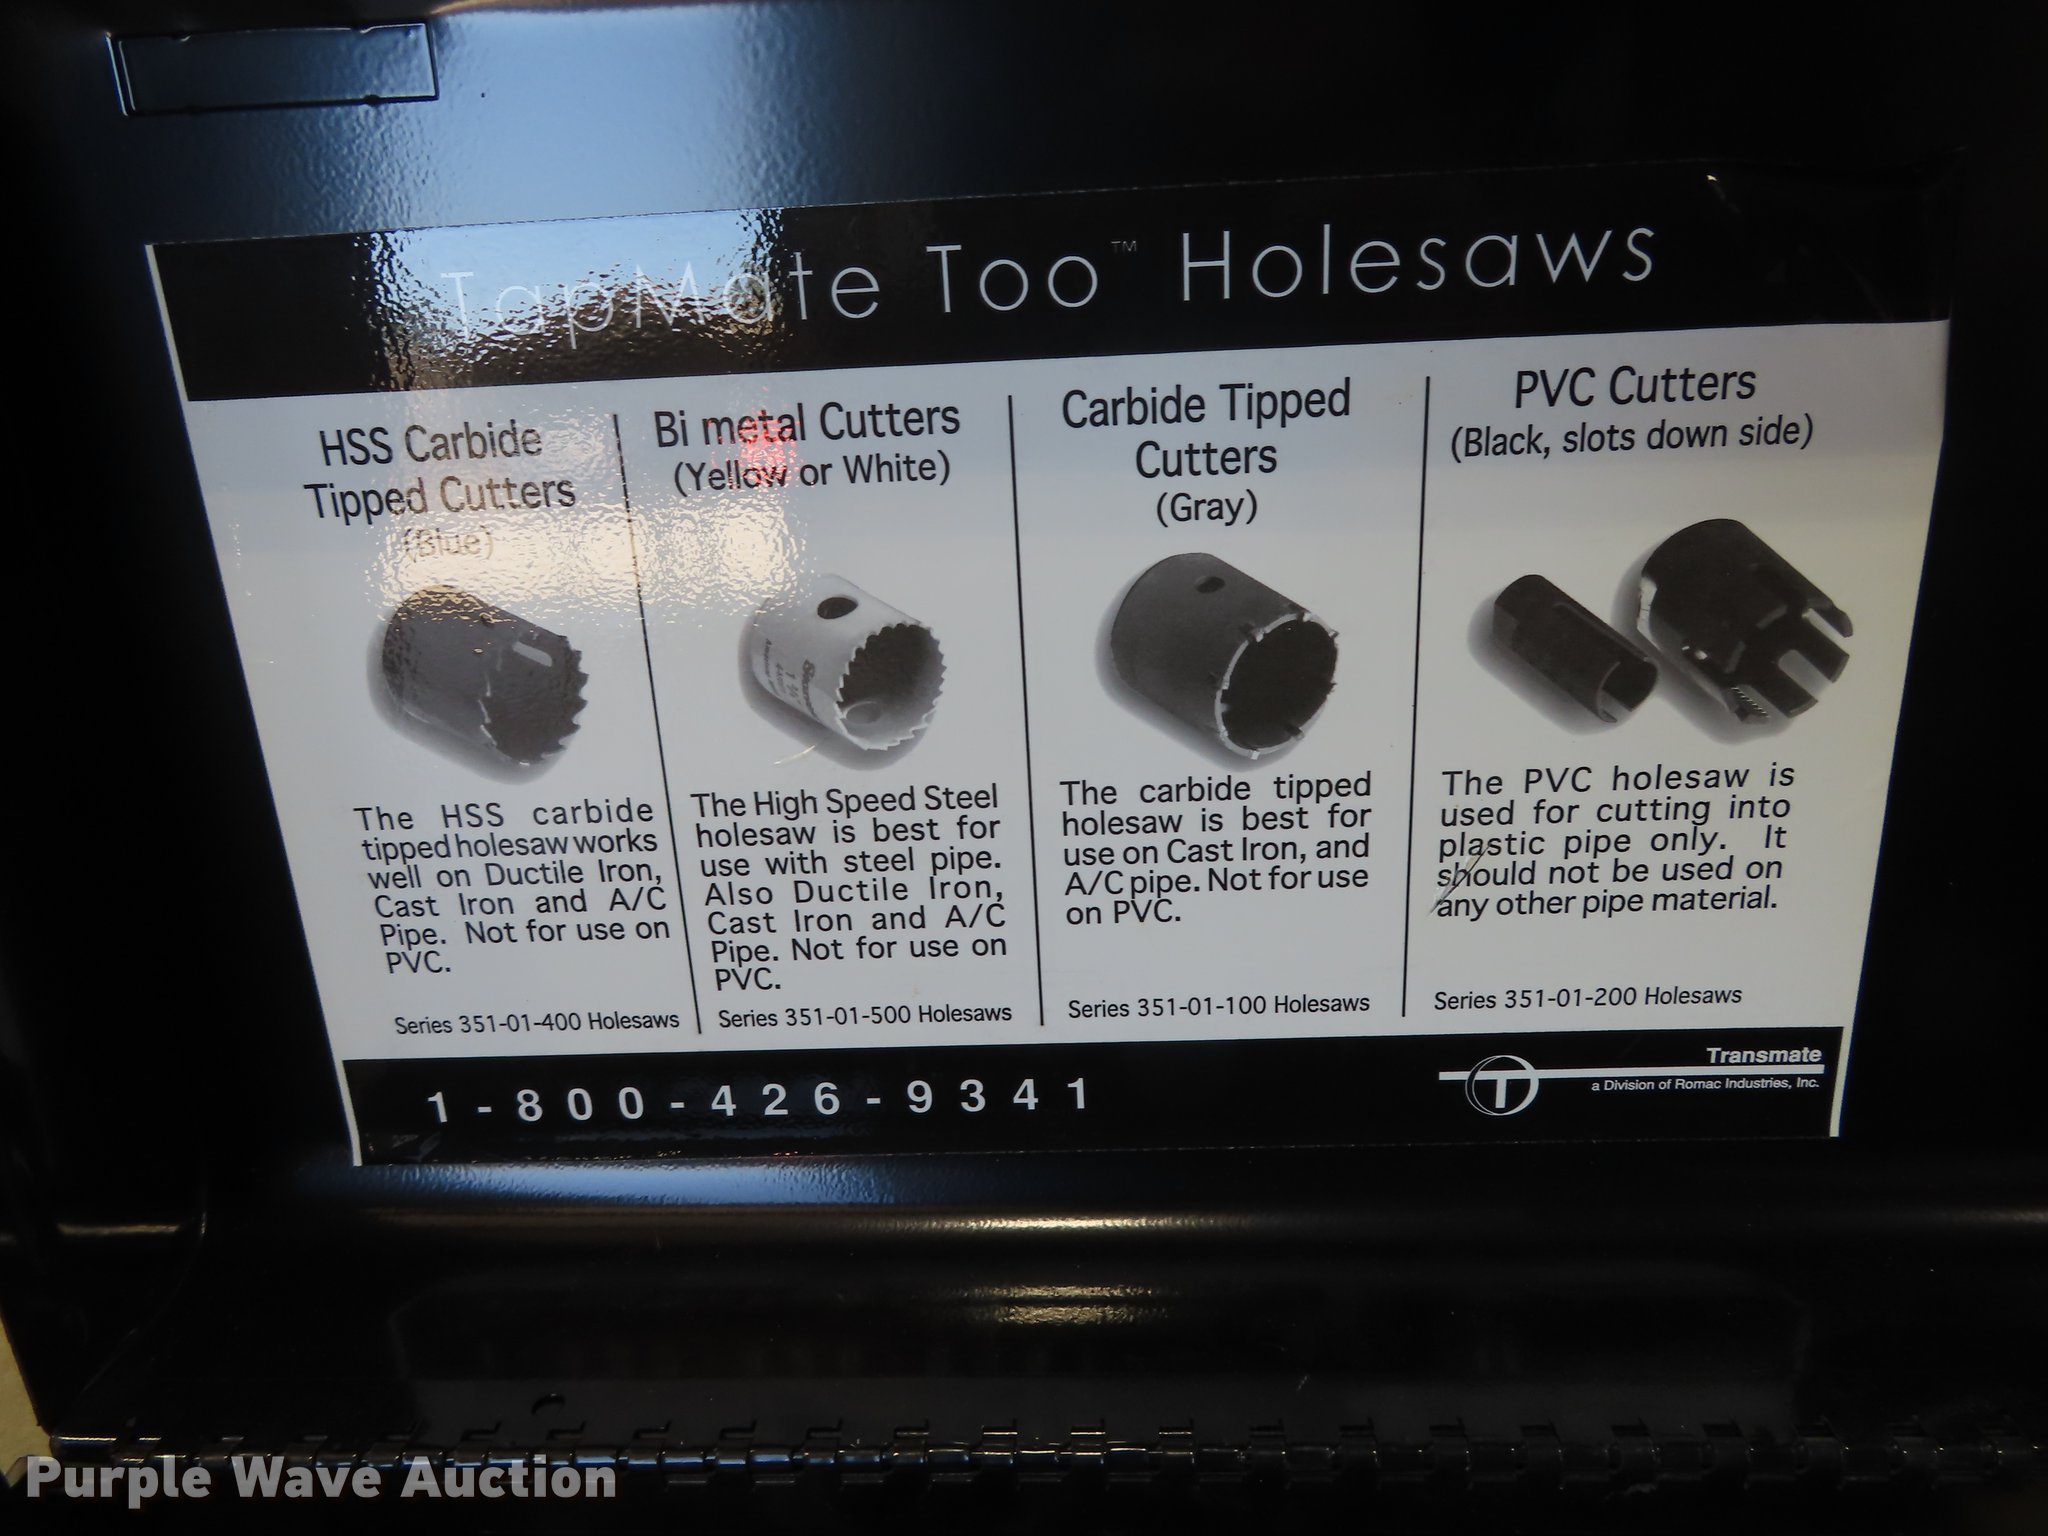 TapMate Too™ Holesaws
HSS Carbide
Tipped Cutters
(Blue)
The HSS carbide
tipped holesaw works
well on Ductile Iron,
Cast Iron and A/C
Pipe. Not for use on
PVC.
Series 351-01-400 Holesaws
Bi metal Cutters
(Yellow or White)
The High Speed Steel
holesaw is best for
use with steel pipe.
Also Ductile Iron,
Cast Iron and A/C
Pipe. Not for use on
PVC.
Series 351-01-500 Holesaws
Carbide Tipped
Cutters
(Gray)
The carbide tipped
holesaw is best for
use on Cast Iron, and
A/C pipe. Not for use
on PVC.
Series 351-01-100 Holesaws
PVC Cutters
(Black, slots down side)
The PVC holesaw is
used for cutting into
plastic pipe only. It
should not be used on
any other pipe material.
Series 351-01-200 Holesaws
1-800-426-9341
T
Transmate
a Division of Romac Industries, Inc.
Purple Wave Auction